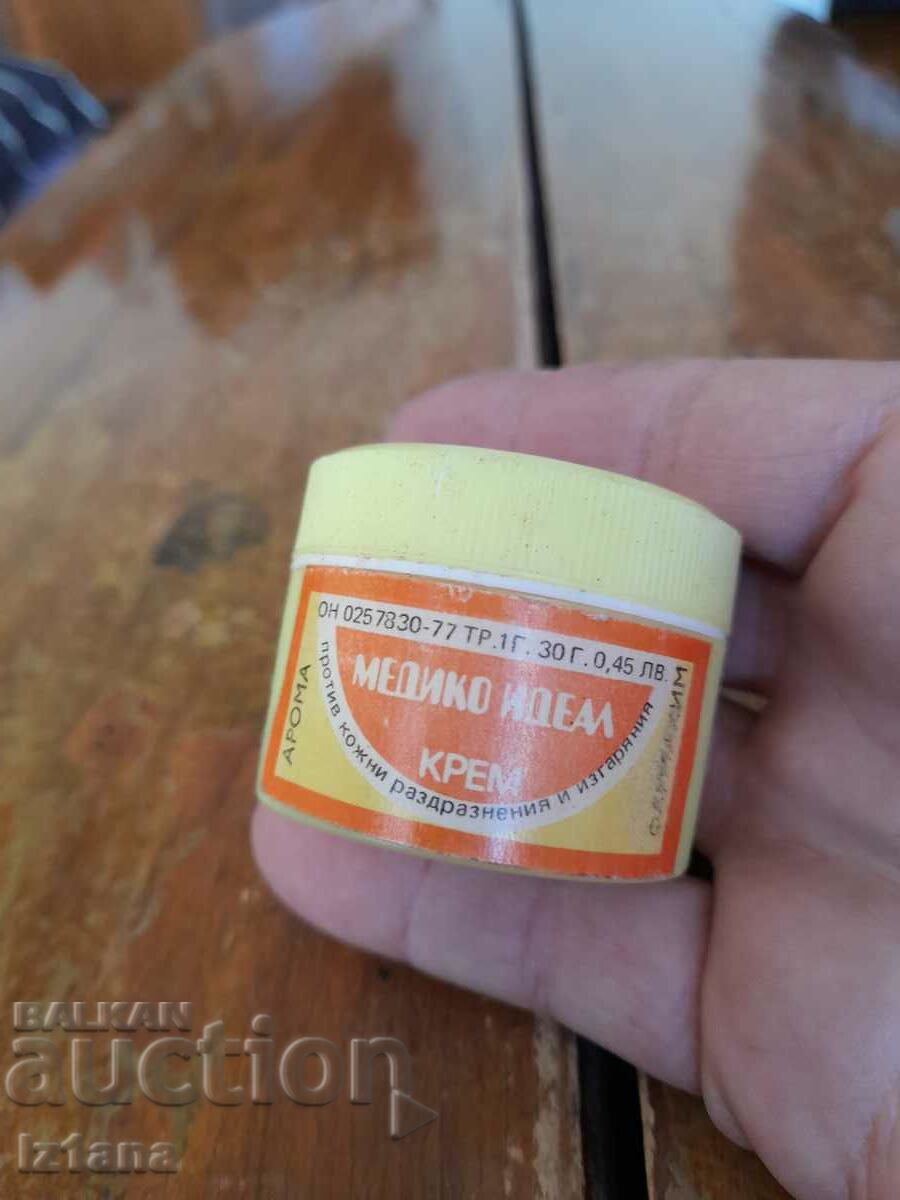 ОН 0257830-77 ТР.1Г. 30Г. 0,45 ЛВ.
АРОМА
МЕДИКО ИДЕАЛ
КРЕМ
против кожни раздразнения и изгаряния
BALKAN
auction
Iz1ana